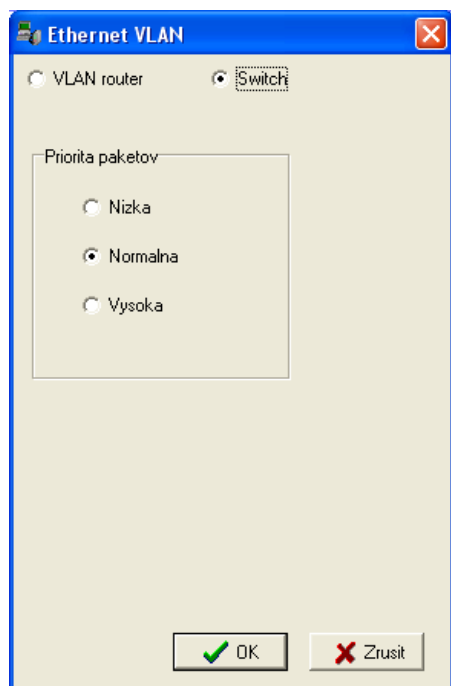 Ethernet VLAN
VLAN router Switch
Priorita paketov
Nizka
Normalna
Vysoka
OK Zrusit